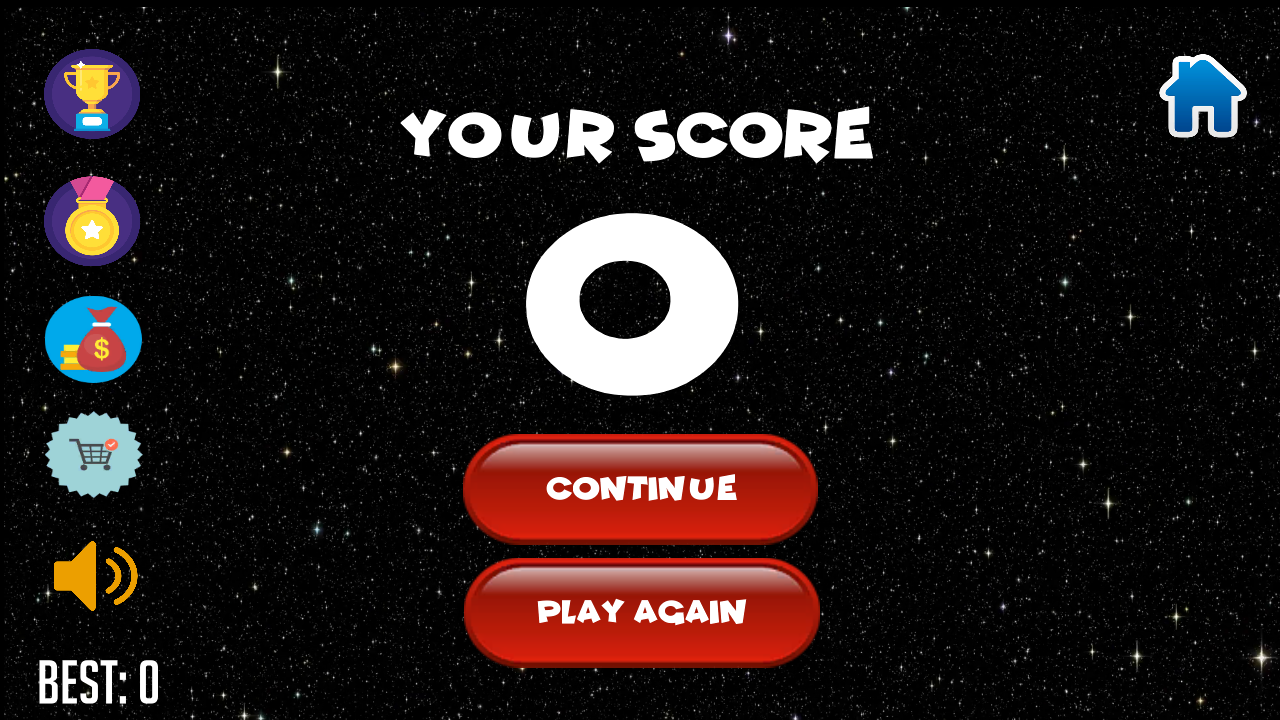 YOUR SCORE
0
CONTINUE
PLAY AGAIN
$
BEST: 0